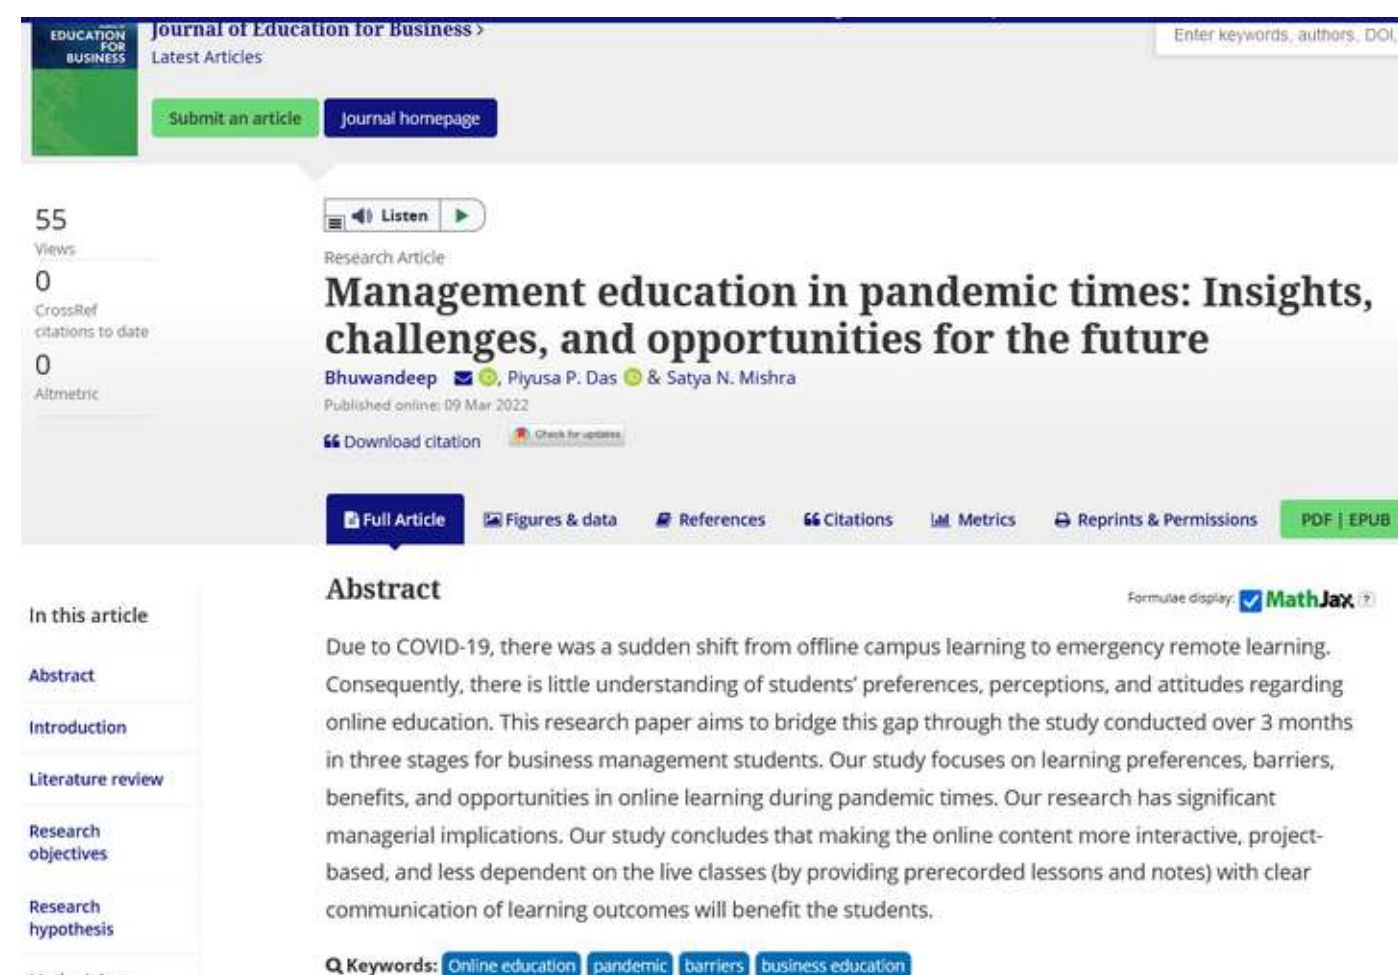 EDUCATION
FOR
BUSINESS
Journal of Education for Business >
Latest Articles
Enter keywords, authors, DOI,
Submit an article
Journal homepage
55
Views
0
CrossRef
citations to date
0
Altmetric
Listen
Research Article
Management education in pandemic times: Insights,
challenges, and opportunities for the future
Bhuwandeep , Piyusa P. Das & Satya N. Mishra
Published online: 09 Mar 2022
Download citation
Check for updates
Full Article
Figures & data
References
Citations
Metrics
Reprints & Permissions
PDF | EPUB
In this article
Abstract
Introduction
Literature review
Research
objectives
Research
hypothesis
Abstract
Formulae display: MathJax ?
Due to COVID-19, there was a sudden shift from offline campus learning to emergency remote learning.
Consequently, there is little understanding of students' preferences, perceptions, and attitudes regarding
online education. This research paper aims to bridge this gap through the study conducted over 3 months
in three stages for business management students. Our study focuses on learning preferences, barriers,
benefits, and opportunities in online learning during pandemic times. Our research has significant
managerial implications. Our study concludes that making the online content more interactive, project-
based, and less dependent on the live classes (by providing prerecorded lessons and notes) with clear
communication of learning outcomes will benefit the students.
Keywords: Online education pandemic barriers business education